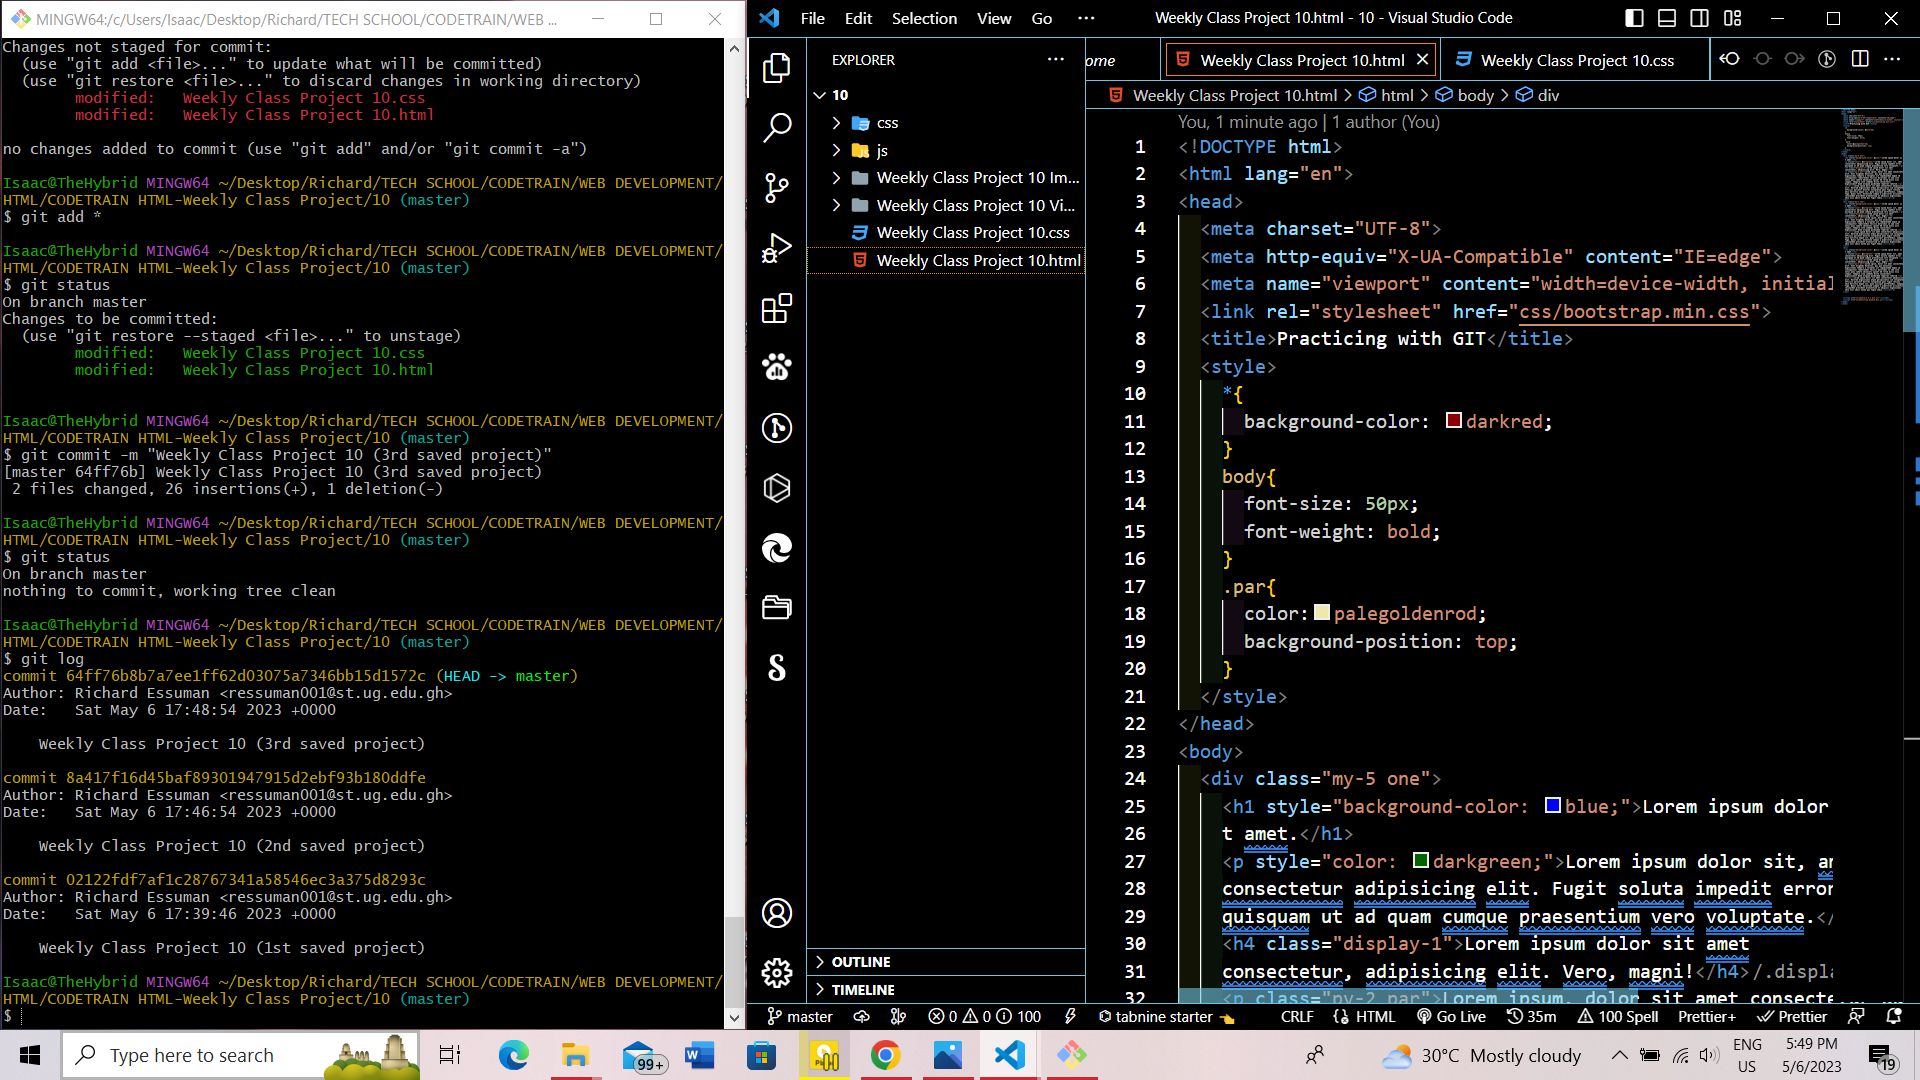 MINGW64:/c/Users/Isaac/Desktop/Richard/TECH SCHOOL/CODETRAIN/WEB ...
Changes not staged for commit:
(use "git add <file>..." to update what will be committed)
(use "git restore <file>..." to discard changes in working directory)
modified:   Weekly Class Project 10.css
modified:   Weekly Class Project 10.html
no changes added to commit (use "git add" and/or "git commit -a")
Isaac@TheHybrid MINGW64 ~/Desktop/Richard/TECH SCHOOL/CODETRAIN/WEB DEVELOPMENT/
HTML/CODETRAIN HTML-Weekly Class Project/10 (master)
$ git add *
Isaac@TheHybrid MINGW64 ~/Desktop/Richard/TECH SCHOOL/CODETRAIN/WEB DEVELOPMENT/
HTML/CODETRAIN HTML-Weekly Class Project/10 (master)
$ git status
On branch master
Changes to be committed:
(use "git restore --staged <file>..." to unstage)
modified:   Weekly Class Project 10.css
modified:   Weekly Class Project 10.html
Isaac@TheHybrid MINGW64 ~/Desktop/Richard/TECH SCHOOL/CODETRAIN/WEB DEVELOPMENT/
HTML/CODETRAIN HTML-Weekly Class Project/10 (master)
$ git commit -m "Weekly Class Project 10 (3rd saved project)"
[master 64ff76b] Weekly Class Project 10 (3rd saved project)
2 files changed, 26 insertions(+), 1 deletion(-)
Isaac@TheHybrid MINGW64 ~/Desktop/Richard/TECH SCHOOL/CODETRAIN/WEB DEVELOPMENT/
HTML/CODETRAIN HTML-Weekly Class Project/10 (master)
$ git status
On branch master
nothing to commit, working tree clean
Isaac@TheHybrid MINGW64 ~/Desktop/Richard/TECH SCHOOL/CODETRAIN/WEB DEVELOPMENT/
HTML/CODETRAIN HTML-Weekly Class Project/10 (master)
$ git log
commit 64ff76b8b7a7ee1ff62d03075a7346bb15d1572c (HEAD -> master)
Author: Richard Essuman <ressuman001@st.ug.edu.gh>
Date:   Sat May 6 17:48:54 2023 +0000
Weekly Class Project 10 (3rd saved project)
commit 8a417f16d45baf89301947915d2ebf93b180ddfe
Author: Richard Essuman <ressuman001@st.ug.edu.gh>
Date:   Sat May 6 17:46:54 2023 +0000
Weekly Class Project 10 (2nd saved project)
commit 02122fdf7af1c28767341a58546ec3a375d8293c
Author: Richard Essuman <ressuman001@st.ug.edu.gh>
Date:   Sat May 6 17:39:46 2023 +0000
Weekly Class Project 10 (1st saved project)
Isaac@TheHybrid MINGW64 ~/Desktop/Richard/TECH SCHOOL/CODETRAIN/WEB DEVELOPMENT/
HTML/CODETRAIN HTML-Weekly Class Project/10 (master)
$
File Edit Selection View Go ··· Weekly Class Project 10.html - 10 - Visual Studio Code
EXPLORER ···
10
css
js
Weekly Class Project 10 Im...
Weekly Class Project 10 Vi...
Weekly Class Project 10.css
Weekly Class Project 10.html
OUTLINE
TIMELINE
ome Weekly Class Project 10.html Weekly Class Project 10.css ···
Weekly Class Project 10.html > html > body > div
You, 1 minute ago | 1 author (You)
1 <!DOCTYPE html>
2 <html lang="en">
3 <head>
4 <meta charset="UTF-8">
5 <meta http-equiv="X-UA-Compatible" content="IE=edge">
6 <meta name="viewport" content="width=device-width, initial
7 <link rel="stylesheet" href="css/bootstrap.min.css">
8 <title>Practicing with GIT</title>
9 <style>
10 *{
11 background-color: darkred;
12 }
13 body{
14 font-size: 50px;
15 font-weight: bold;
16 }
17 .par{
18 color: palegoldenrod;
19 background-position: top;
20 }
21 </style>
22 </head>
23 <body>
24 <div class="my-5 one">
25 <h1 style="background-color: blue;">Lorem ipsum dolor
26 t amet.</h1>
27 <p style="color: darkgreen;">Lorem ipsum dolor sit, am
28 consectetur adipisicing elit. Fugit soluta impedit error
29 quisquam ut ad quam cumque praesentium vero voluptate.</
30 <h4 class="display-1">Lorem ipsum dolor sit amet
31 consectetur, adipisicing elit. Vero, magni!</h4>/.displa
32 <p class="py-2 par">Lorem ipsum, dolor sit amet consecte
master 0 0 100 tabnine starter CRLF HTML Go Live 35m 100 Spell Prettier+ Prettier
Type here to search 99+ 30°C Mostly cloudy ENG US 5:49 PM 5/6/2023 19